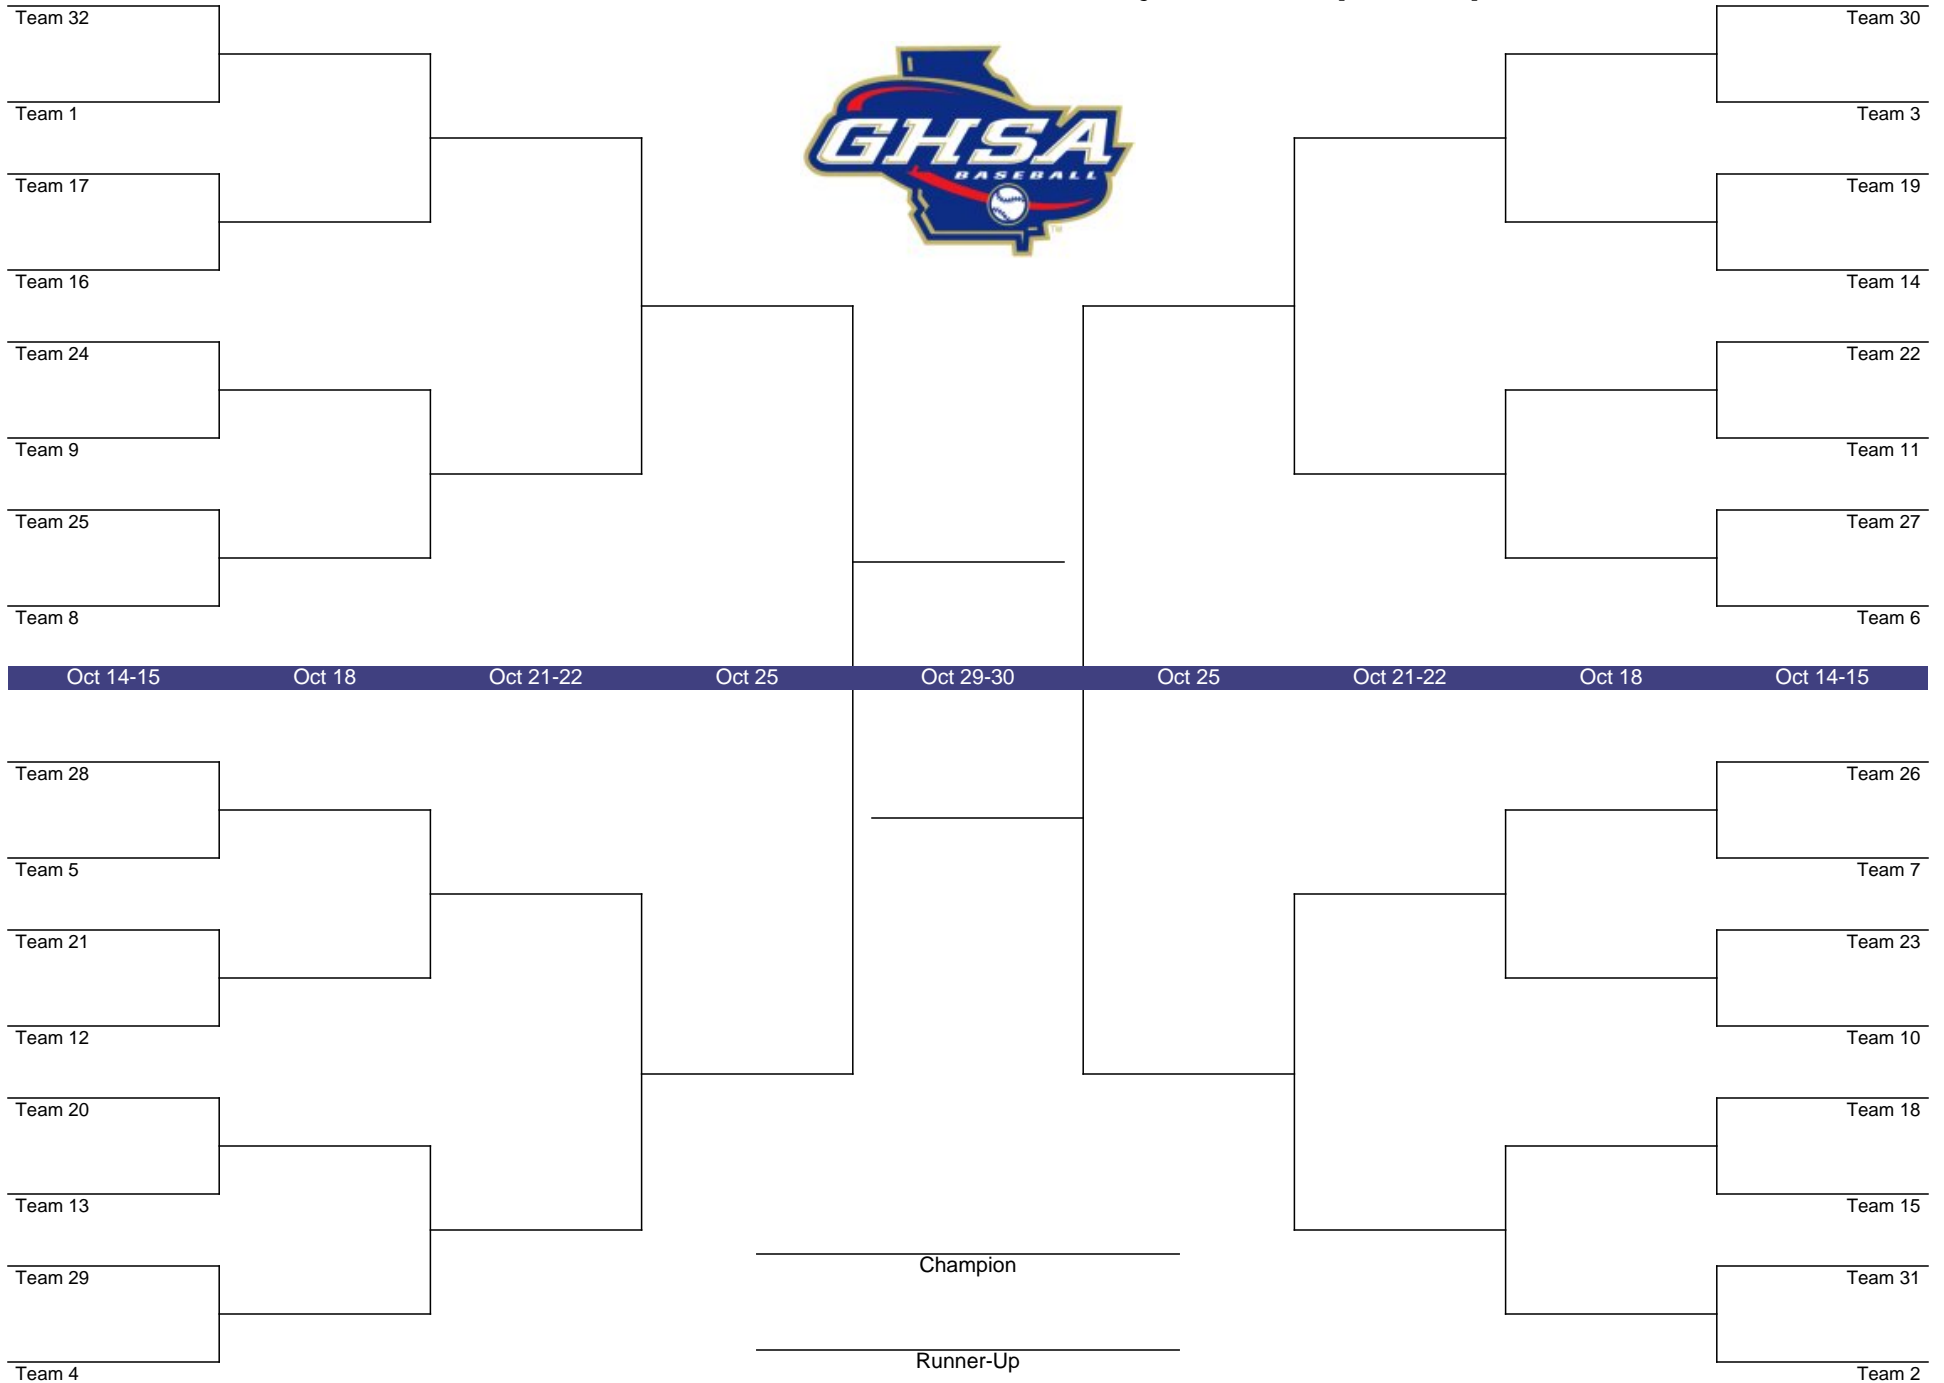 Team 32
Team 30
Team 1
Team 3
Team 17
Team 19
Team 16
Team 14
Team 24
Team 22
Team 9
Team 11
Team 25
Team 27
Team 8
Team 6
GHSA
BASEBALL
TM
Oct 14-15 Oct 18 Oct 21-22 Oct 25 Oct 29-30 Oct 25 Oct 21-22 Oct 18 Oct 14-15
Team 28
Team 26
Team 5
Team 7
Team 21
Team 23
Team 12
Team 10
Team 20
Team 18
Team 13
Team 15
Team 29
Team 31
Team 4
Team 2
Champion
Runner-Up